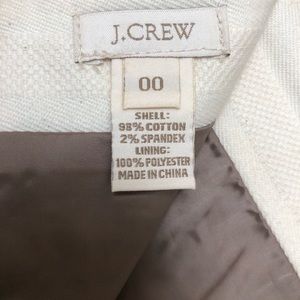 J.CREW
00
SHELL:
98% COTTON
2% SPANDEX
LINING:
100% POLYESTER
MADE IN CHINA